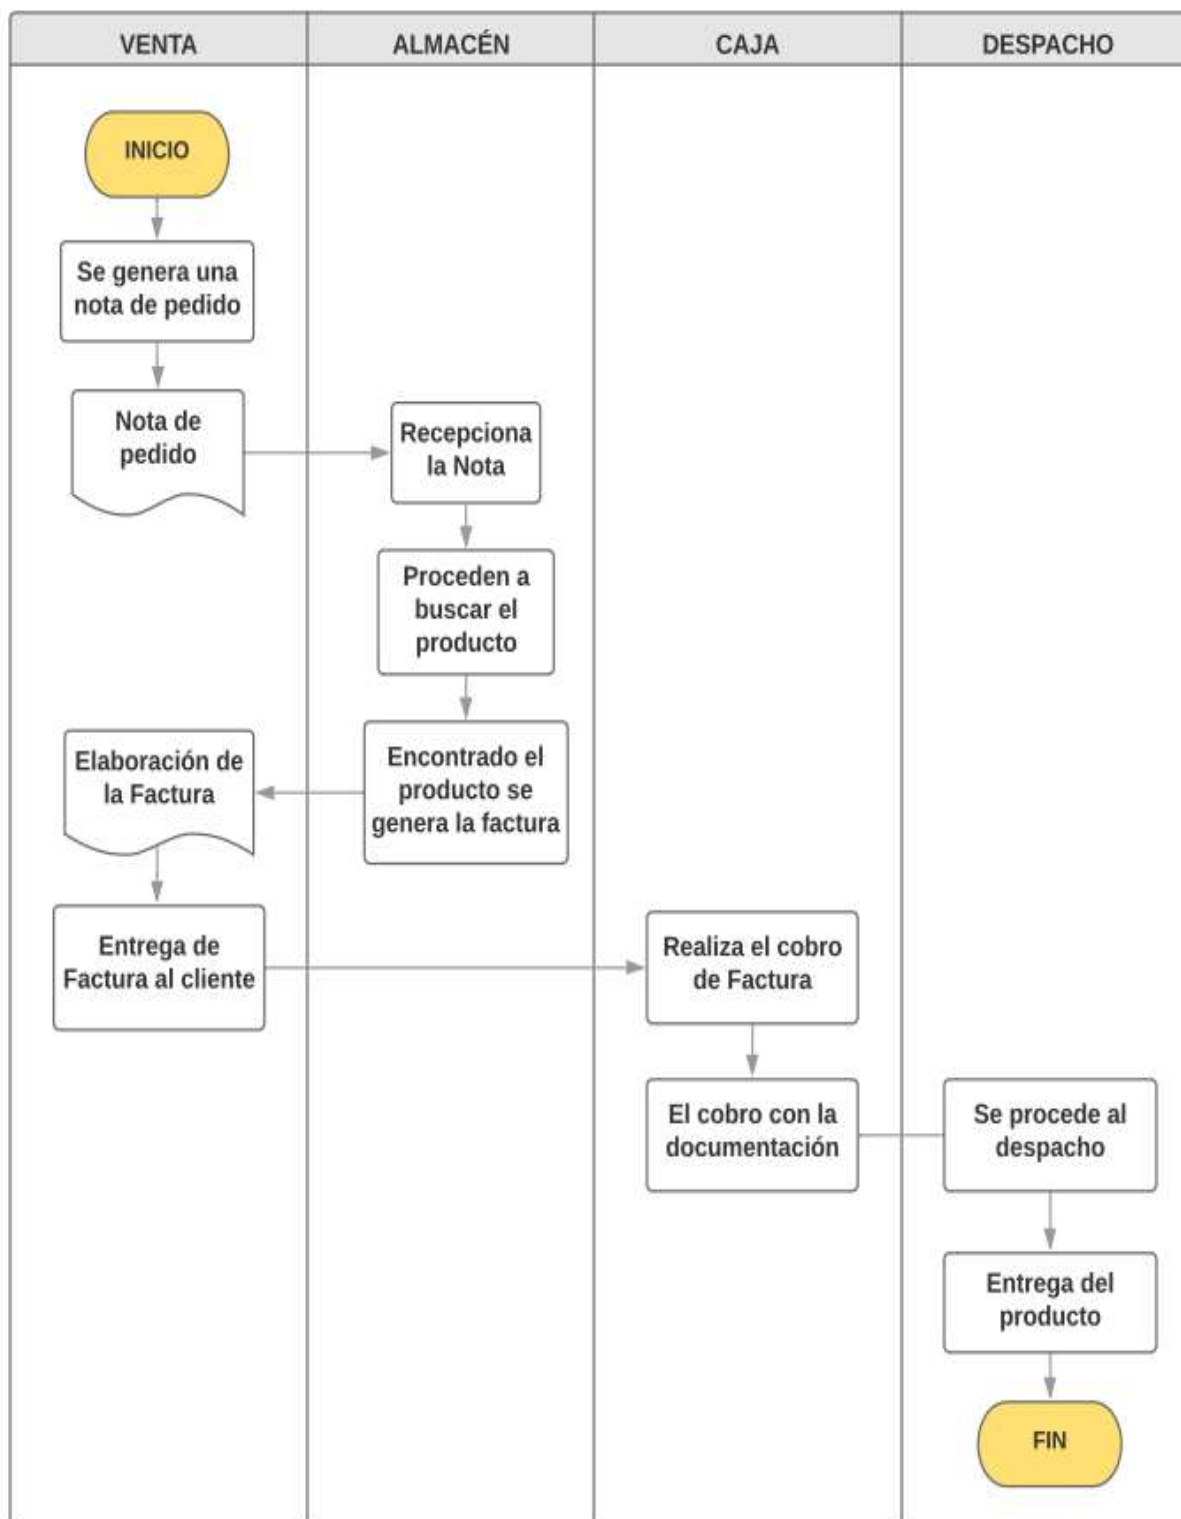 VENTA
ALMACÉN
CAJA
DESPACHO
INICIO
Se genera una
nota de pedido
Nota de
pedido
Recepciona
la Nota
Proceden a
buscar el
producto
Encontrado el
producto se
genera la factura
Elaboración de
la Factura
Entrega de
Factura al cliente
Realiza el cobro
de Factura
El cobro con la
documentación
Se procede al
despacho
Entrega del
producto
FIN